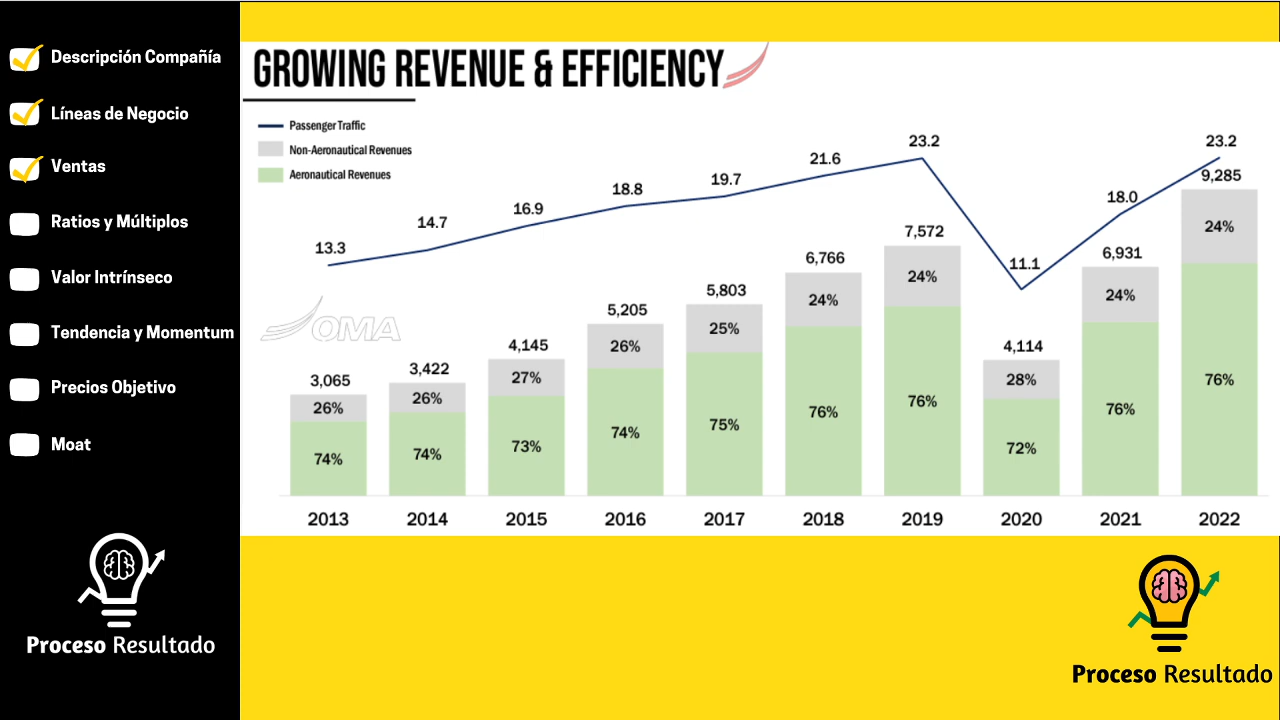 Descripción Compañía
Líneas de Negocio
Ventas
Ratios y Múltiplos
Valor Intrínseco
Tendencia y Momentum
Precios Objetivo
Moat
Proceso Resultado
GROWING REVENUE & EFFICIENCY
Passenger Traffic
Non-Aeronautical Revenues
Aeronautical Revenues
13.3 14.7 16.9 18.8 19.7 21.6 23.2 11.1 18.0 23.2
3,065 3,422 4,145 5,205 5,803 6,766 7,572 4,114 6,931 9,285
26% 26% 27% 26% 25% 24% 24% 28% 24% 24%
74% 74% 73% 74% 75% 76% 76% 72% 76% 76%
OMA
2013 2014 2015 2016 2017 2018 2019 2020 2021 2022
Proceso Resultado